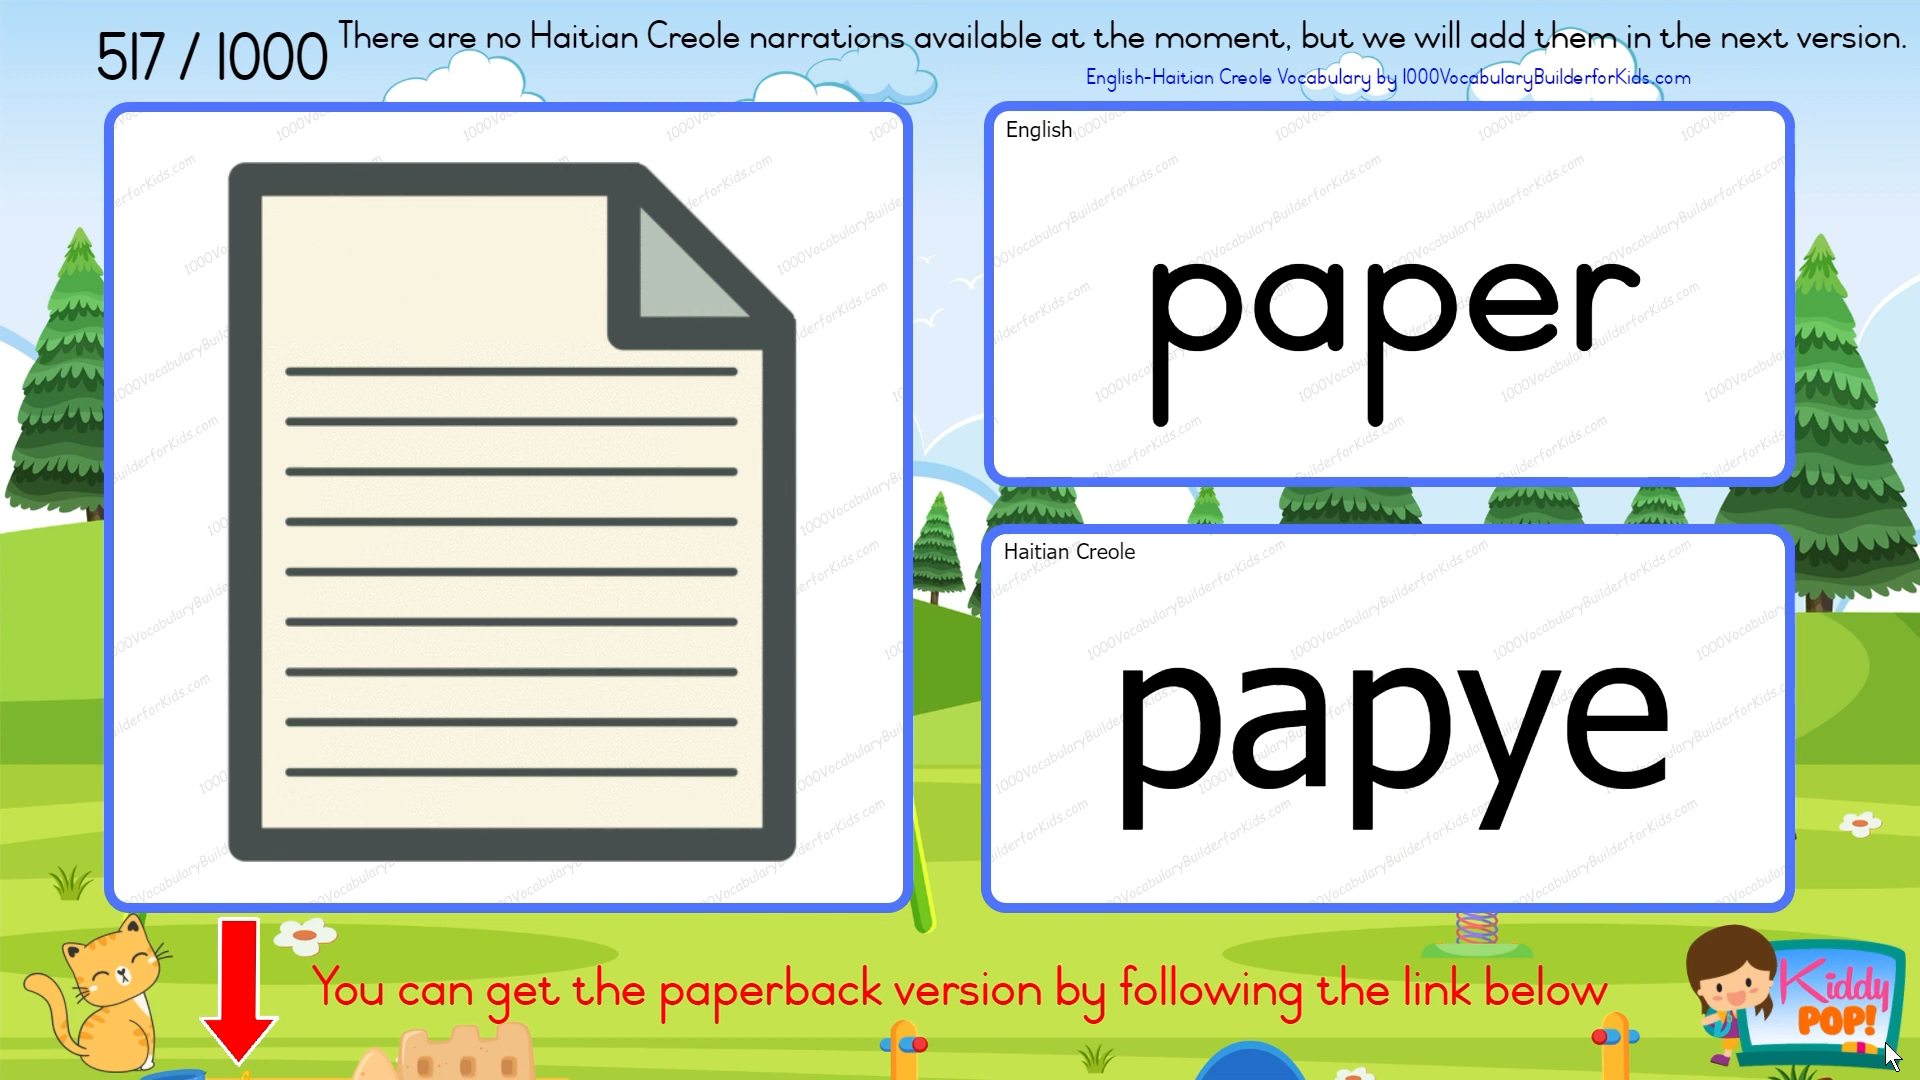 517 / 1000
There are no Haitian Creole narrations available at the moment, but we will add them in the next version.
English-Haitian Creole Vocabulary by 1000VocabularyBuilderforKids.com
English
paper
Haitian Creole
papye
You can get the paperback version by following the link below
Kiddy
POP!
1000VocabularyBuilderforKids.com